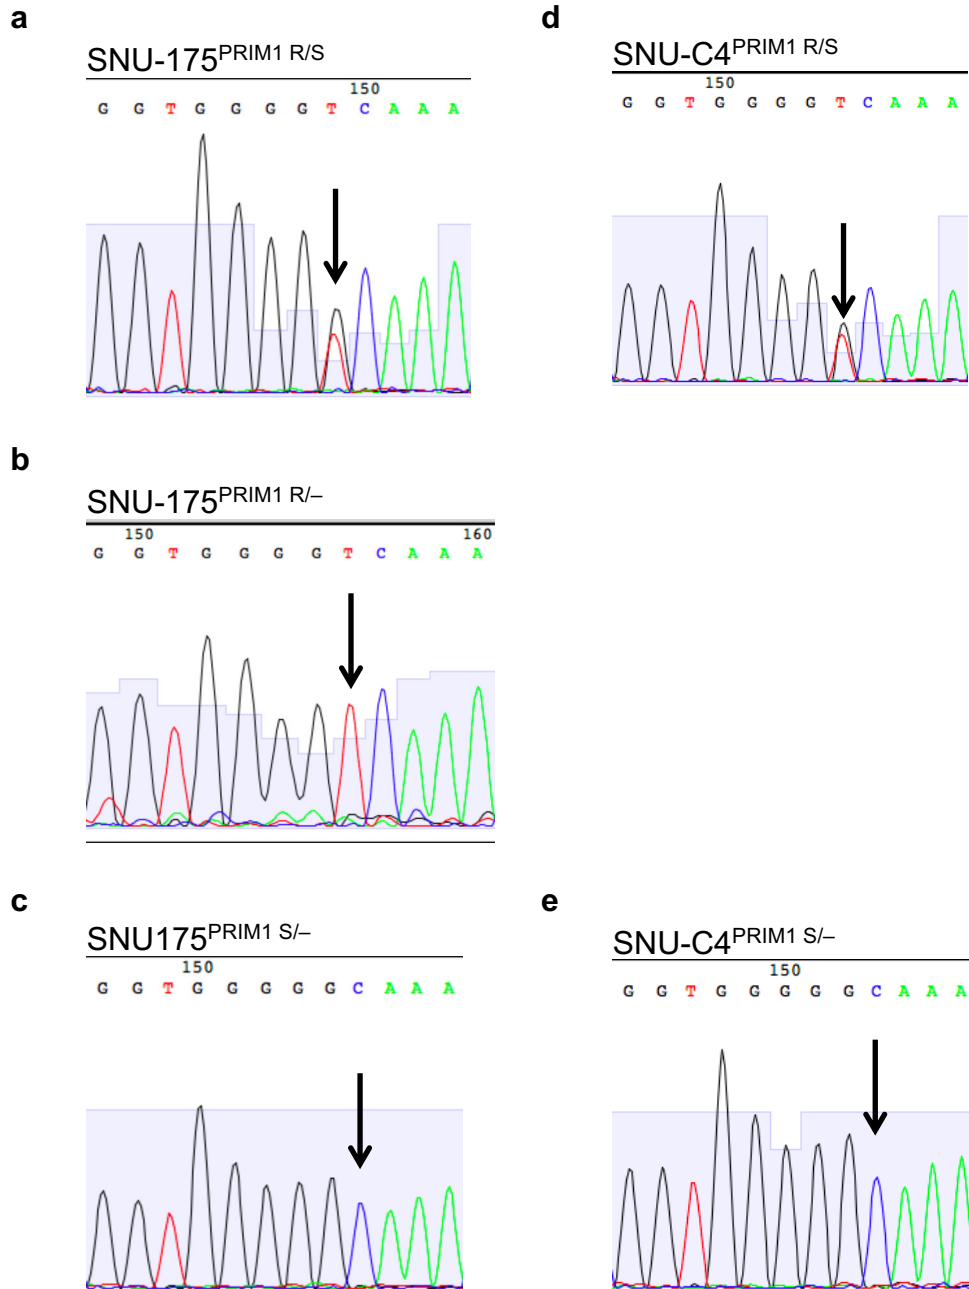 a
SNU-175PRIM1 R/S
150
G G T G G G G T C A A A
d
SNU-C4PRIM1 R/S
150
G G T G G G G T C A A A
b
SNU-175PRIM1 R/–
150 160
G G T G G G G T C A A A
c
SNU175PRIM1 S/–
150
G G T G G G G G C A A A
e
SNU-C4PRIM1 S/–
150
G G T G G G G G C A A A